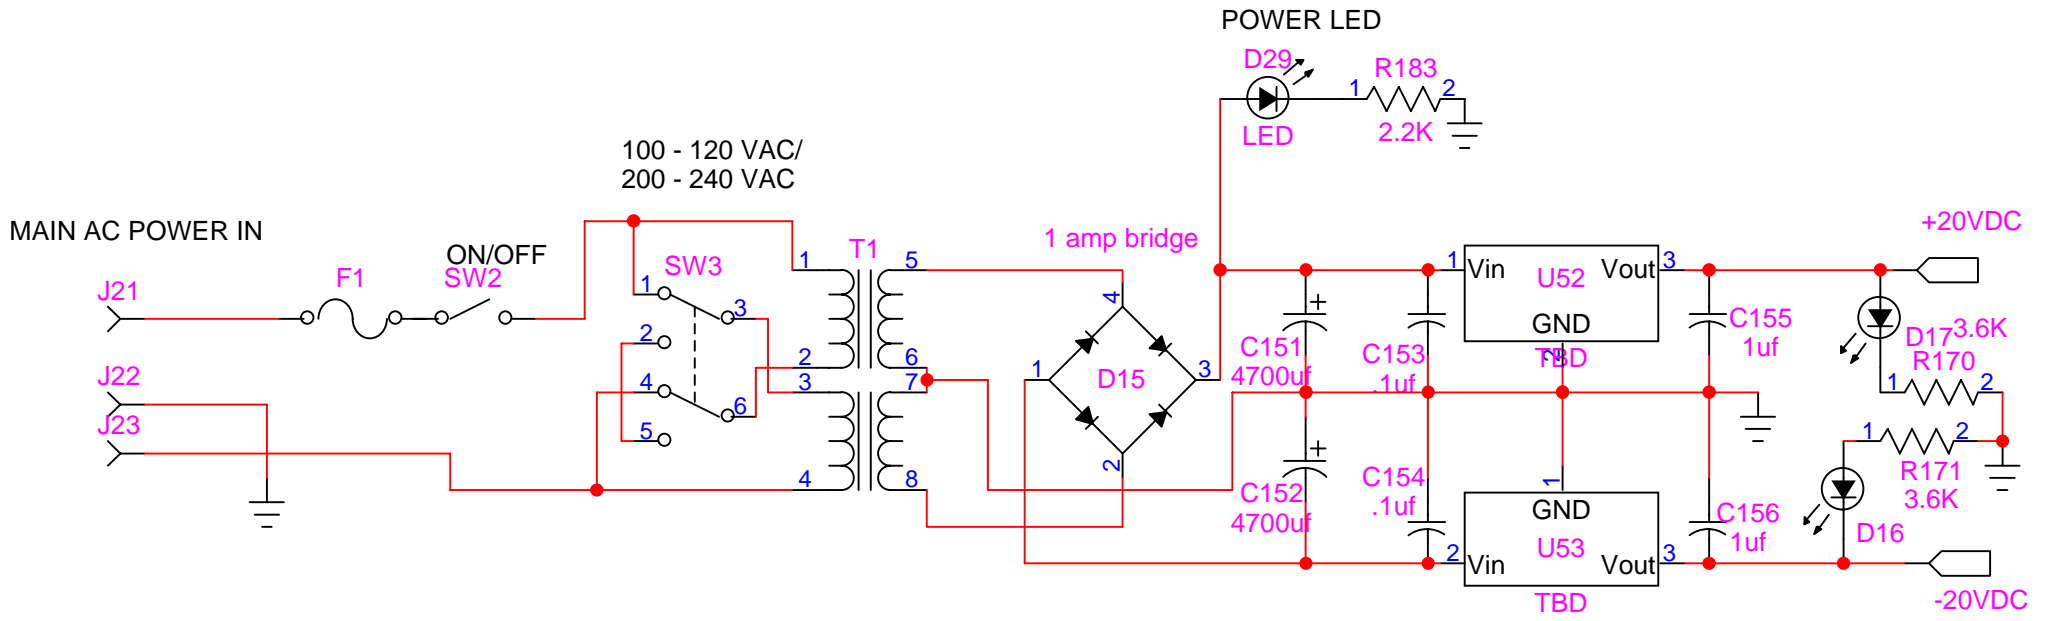 POWER LED
D29
R183
1
2
LED
2.2K
100 - 120 VAC/
200 - 240 VAC
MAIN AC POWER IN
ON/OFF
SW2
F1
J21
J22
J23
SW3
1
2
3
4
5
6
T1
1
2
3
4
5
6
7
8
1 amp bridge
4
1
D15
3
2
C151
4700uf
C153
.1uf
C152
4700uf
C154
.1uf
1
Vin
U52
Vout
3
GND
2
TBD
1
GND
2
Vin
U53
Vout
3
TBD
C155
1uf
C156
1uf
+20VDC
D17
3.6K
R170
1
2
1
2
R171
3.6K
D16
-20VDC